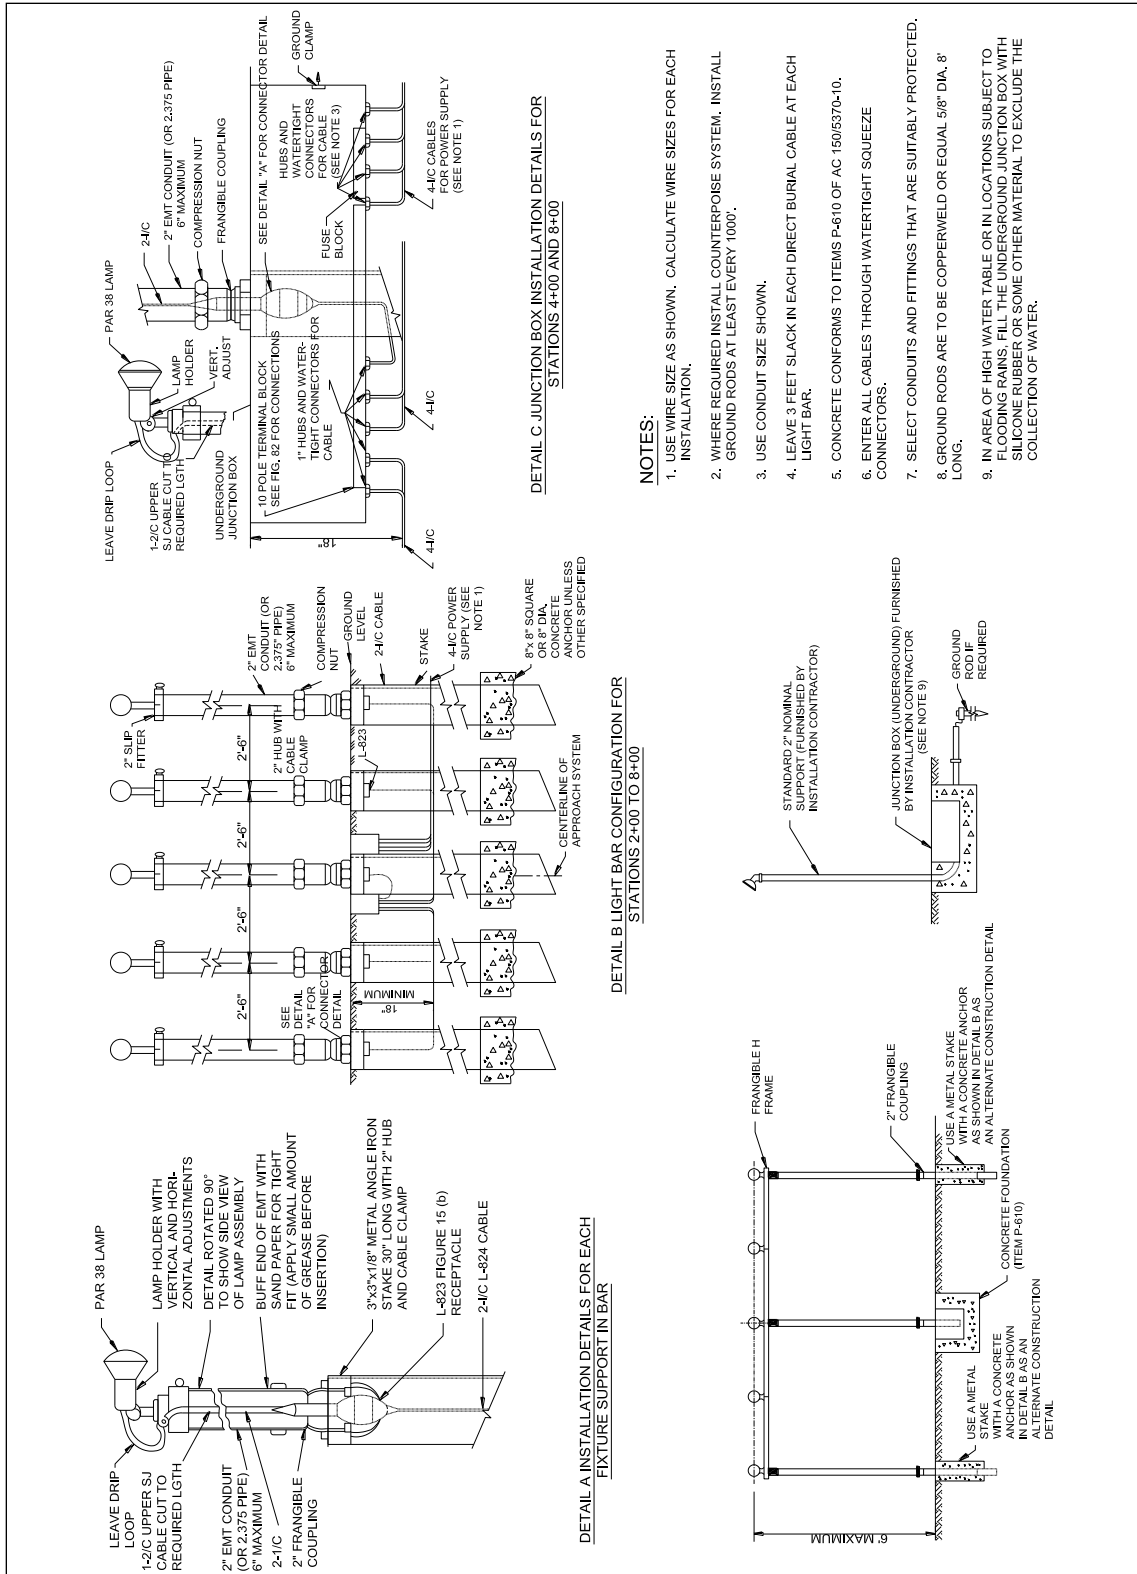 PAR 38 LAMP
LEAVE DRIP
LOOP
1-2/C UPPER SJ
CABLE CUT TO
REQUIRED LGTH
2" EMT CONDUIT
(OR 2.375 PIPE)
6" MAXIMUM
2-1/C
2" FRANGIBLE
COUPLING
LAMP HOLDER WITH
VERTICAL AND HORI-
ZONTAL ADJUSTMENTS
DETAIL ROTATED 90°
TO SHOW SIDE VIEW
OF LAMP ASSEMBLY
BUFF END OF EMT WITH
SAND PAPER FOR TIGHT
FIT (APPLY SMALL AMOUNT
OF GREASE BEFORE
INSERTION)
3"x3"x1/8" METAL ANGLE IRON
STAKE 30" LONG WITH 2" HUB
AND CABLE CLAMP
L-823 FIGURE 15 (b)
RECEPTACLE
2-I/C L-824 CABLE
DETAIL A INSTALLATION DETAILS FOR EACH
FIXTURE SUPPORT IN BAR
2" SLIP
FITTER
2'-6"
2'-6"
2'-6"
2'-6"
2" HUB WITH
CABLE
CLAMP
L-823
SEE
DETAIL
"A" FOR
CONNECTOR
DETAIL
18"
MINIMUM
2" EMT
CONDUIT (OR
2.375" PIPE)
6" MAXIMUM
COMPRESSION
NUT
GROUND
LEVEL
2-I/C CABLE
STAKE
4-I/C POWER
SUPPLY (SEE
NOTE 1)
8"x 8" SQUARE
OR 8" DIA.
CONCRETE
ANCHOR UNLESS
OTHER SPECIFIED
CENTERLINE OF
APPROACH SYSTEM
DETAIL B LIGHT BAR CONFIGURATION FOR
STATIONS 2+00 TO 8+00
LEAVE DRIP LOOP
PAR 38 LAMP
LAMP
HOLDER
VERT.
ADJUST
1-2/C UPPER
SJ CABLE CUT TO
REQUIRED LGTH
UNDERGROUND
JUNCTION BOX
2-I/C
2" EMT CONDUIT (OR 2.375 PIPE)
6" MAXIMUM
COMPRESSION NUT
FRANGIBLE COUPLING
SEE DETAIL "A" FOR CONNECTOR DETAIL
10 POLE TERMINAL BLOCK
SEE FIG. 82 FOR CONNECTIONS
1" HUBS AND WATER-
TIGHT CONNECTORS FOR
CABLE
HUBS AND
WATERTIGHT
CONNECTORS
FOR CABLE
(SEE NOTE 3)
GROUND
CLAMP
FUSE
BLOCK
18"
4-I/C
4-I/C
4-I/C CABLES
FOR POWER SUPPLY
(SEE NOTE 1)
DETAIL C JUNCTION BOX INSTALLATION DETAILS FOR
STATIONS 4+00 AND 8+00
6' MAXIMUM
FRANGIBLE H
FRAME
2" FRANGIBLE
COUPLING
USE A METAL
STAKE
WITH A CONCRETE
ANCHOR AS SHOWN
IN DETAIL B AS AN
ALTERNATE CONSTRUCTION
DETAIL
USE A METAL STAKE
WITH A CONCRETE ANCHOR
AS SHOWN IN DETAIL B AS
AN ALTERNATE CONSTRUCTION DETAIL
CONCRETE FOUNDATION
(ITEM P-610)
STANDARD 2" NOMINAL
SUPPORT (FURNISHED BY
INSTALLATION CONTRACTOR)
JUNCTION BOX (UNDERGROUND) FURNISHED
BY INSTALLATION CONTRACTOR
(SEE NOTE 9)
GROUND
ROD IF
REQUIRED
NOTES:
1. USE WIRE SIZE AS SHOWN. CALCULATE WIRE SIZES FOR EACH
INSTALLATION.
2. WHERE REQUIRED INSTALL COUNTERPOISE SYSTEM. INSTALL
GROUND RODS AT LEAST EVERY 1000'.
3. USE CONDUIT SIZE SHOWN.
4. LEAVE 3 FEET SLACK IN EACH DIRECT BURIAL CABLE AT EACH
LIGHT BAR.
5. CONCRETE CONFORMS TO ITEMS P-610 OF AC 150/5370-10.
6. ENTER ALL CABLES THROUGH WATERTIGHT SQUEEZE
CONNECTORS.
7. SELECT CONDUITS AND FITTINGS THAT ARE SUITABLY PROTECTED.
8. GROUND RODS ARE TO BE COPPERWELD OR EQUAL 5/8" DIA. 8'
LONG.
9. IN AREA OF HIGH WATER TABLE OR IN LOCATIONS SUBJECT TO
FLOODING RAINS, FILL THE UNDERGROUND JUNCTION BOX WITH
SILICONE RUBBER OR SOME OTHER MATERIAL TO EXCLUDE THE
COLLECTION OF WATER.